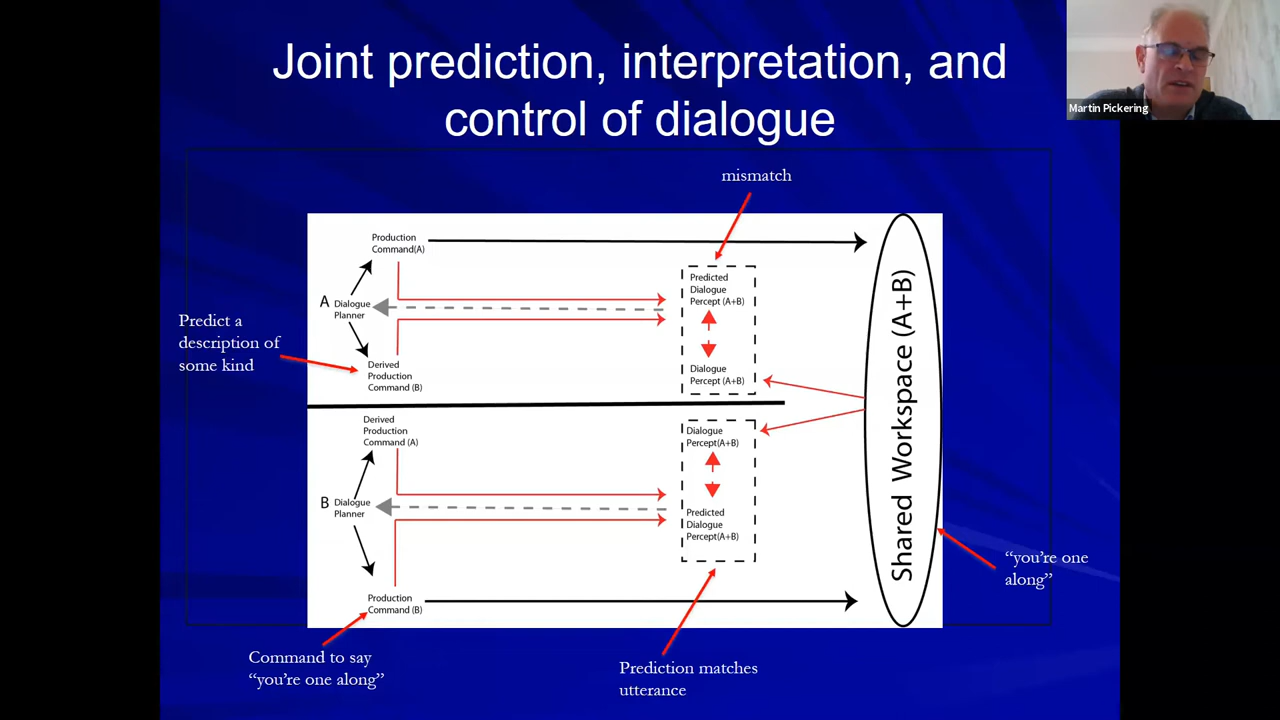 Joint prediction, interpretation, and
control of dialogue
Martin Pickering
mismatch
Production
Command(A)
Predicted
Dialogue
Percept (A+B)
A Dialogue
Planner
Predict a
description of
some kind
Derived
Production
Command (B)
Dialogue
Percept (A+B)
Shared Workspace (A+B)
Derived
Production
Command (A)
Dialogue
Percept(A+B)
B Dialogue
Planner
Predicted
Dialogue
Percept(A+B)
"you're one
along"
Production
Command (B)
Command to say
"you're one along"
Prediction matches
utterance